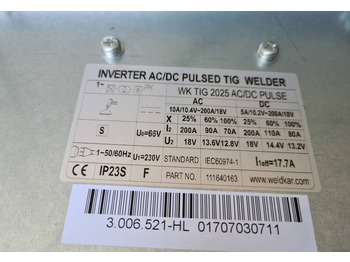 INVERTER AC/DC PULSED TIG WELDER
WK TIG 2025 AC/DC PULSE
1~
AC DC
10A/10.4V~200A/18V 5A/10.2V~200A/18V
X 25% 60% 100% 25% 60% 100%
S U₀=66V I₂ 200A 90A 70A 200A 110A 80A
U₂ 18V 13.6V 12.8V 18V 14.4V 13.2V
1~50/60Hz U₁=230V STANDARD IEC60974-1 I1eff=17.7A
CE IP23S F PART №: 111640163 www.weldkar.com
3.006.521-HL 01707030711